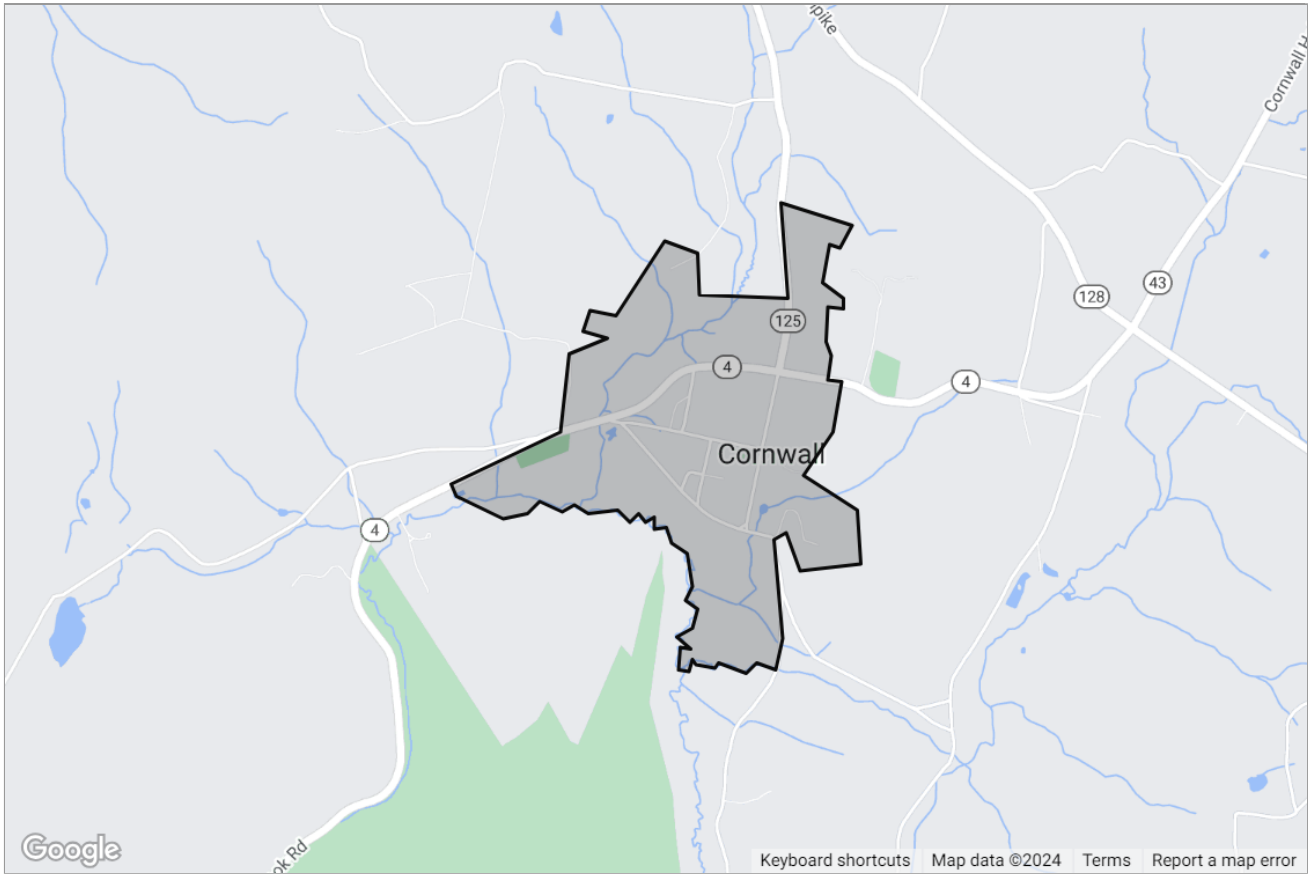 pike
Cornwall H
43
128
125
4
4
Cornwall
4
ok Rd
Google
Keyboard shortcuts
Map data ©2024
Terms
Report a map error